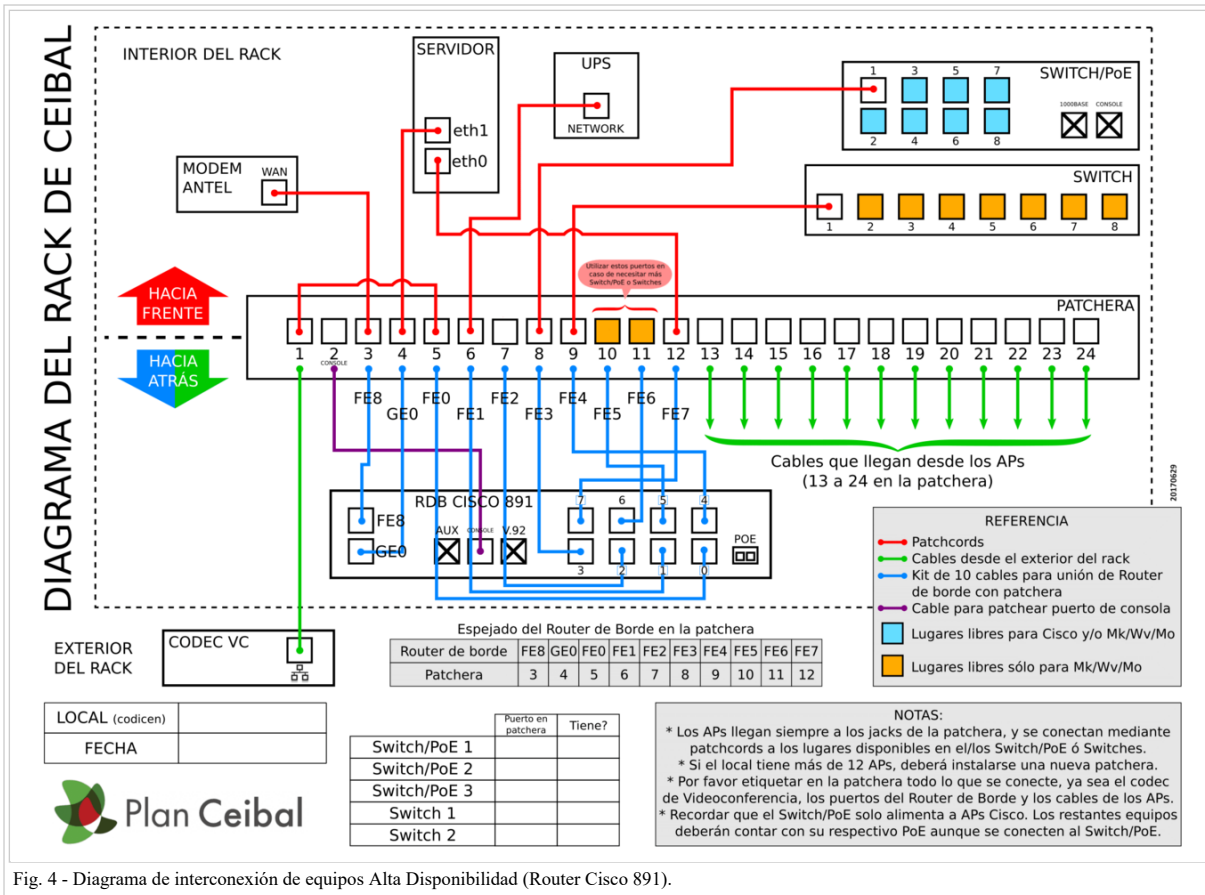 DIAGRAMA DEL RACK DE CEIBAL
INTERIOR DEL RACK
SERVIDOR
eth1
eth0
UPS
NETWORK
SWITCH/PoE
1 3 5 7
2 4 6 8
1000BASE CONSOLE
MODEM
ANTEL
WAN
SWITCH
1 2 3 4 5 6 7 8
Utilizar estos puertos en
caso de necesitar más
Switch/PoE o Switches
HACIA
FRENTE
HACIA
ATRÁS
PATCHERA
1 2 3 4 5 6 7 8 9 10 11 12 13 14 15 16 17 18 19 20 21 22 23 24
CONSOLE
FE8 GE0 FE0 FE1 FE2 FE3 FE4 FE5 FE6 FE7
Cables que llegan desde los APs
(13 a 24 en la patchera)
RDB CISCO 891
FE8
GE0
AUX CONSOLE V.92
7 6 5 4
3 2 1 0
POE
20170629
REFERENCIA
Patchcords
Cables desde el exterior del rack
Kit de 10 cables para unión de Router
de borde con patchera
Cable para patchear puerto de consola
Lugares libres para Cisco y/o Mk/Wv/Mo
Lugares libres sólo para Mk/Wv/Mo
EXTERIOR
DEL RACK
CODEC VC
Espejado del Router de Borde en la patchera
Router de borde FE8 GE0 FE0 FE1 FE2 FE3 FE4 FE5 FE6 FE7
Patchera 3 4 5 6 7 8 9 10 11 12
LOCAL (codicen)
FECHA
Plan Ceibal
Puerto en
patchera
Tiene?
Switch/PoE 1
Switch/PoE 2
Switch/PoE 3
Switch 1
Switch 2
NOTAS:
* Los APs llegan siempre a los jacks de la patchera, y se conectan mediante
patchcords a los lugares disponibles en el/los Switch/PoE ó Switches.
* Si el local tiene más de 12 APs, deberá instalarse una nueva patchera.
* Por favor etiquetar en la patchera todo lo que se conecte, ya sea el codec
de Videoconferencia, los puertos del Router de Borde y los cables de los APs.
* Recordar que el Switch/PoE solo alimenta a APs Cisco. Los restantes equipos
deberán contar con su respectivo PoE aunque se conecten al Switch/PoE.
Fig. 4 - Diagrama de interconexión de equipos Alta Disponibilidad (Router Cisco 891).